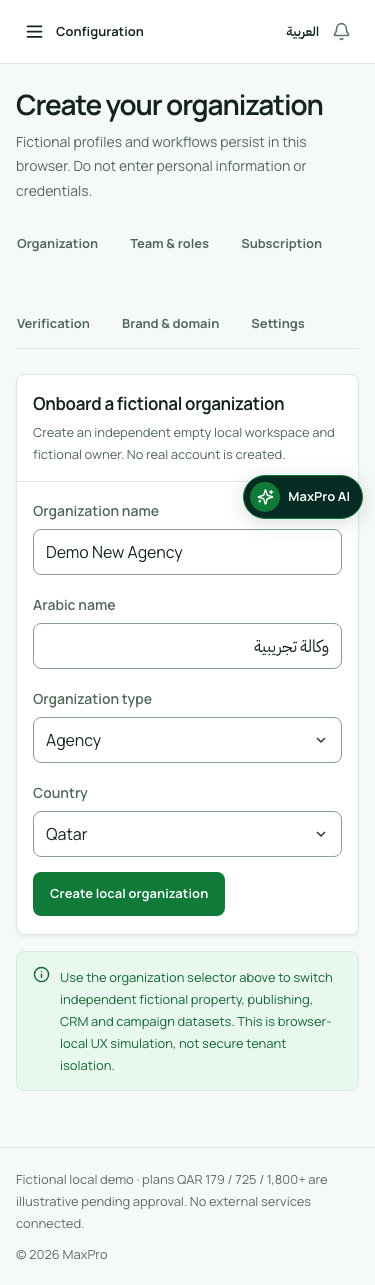 Configuration
العربية
Create your organization
Fictional profiles and workflows persist in this
browser. Do not enter personal information or
credentials.
Organization
Team & roles
Subscription
Verification
Brand & domain
Settings
Onboard a fictional organization
Create an independent empty local workspace and
fictional owner. No real account is created.
MaxPro AI
Organization name
Demo New Agency
Arabic name
وكالة تجريبية
Organization type
Agency
Country
Qatar
Create local organization
Use the organization selector above to switch
independent fictional property, publishing,
CRM and campaign datasets. This is browser-
local UX simulation, not secure tenant
isolation.
Fictional local demo · plans QAR 179 / 725 / 1,800+ are
illustrative pending approval. No external services
connected.
© 2026 MaxPro